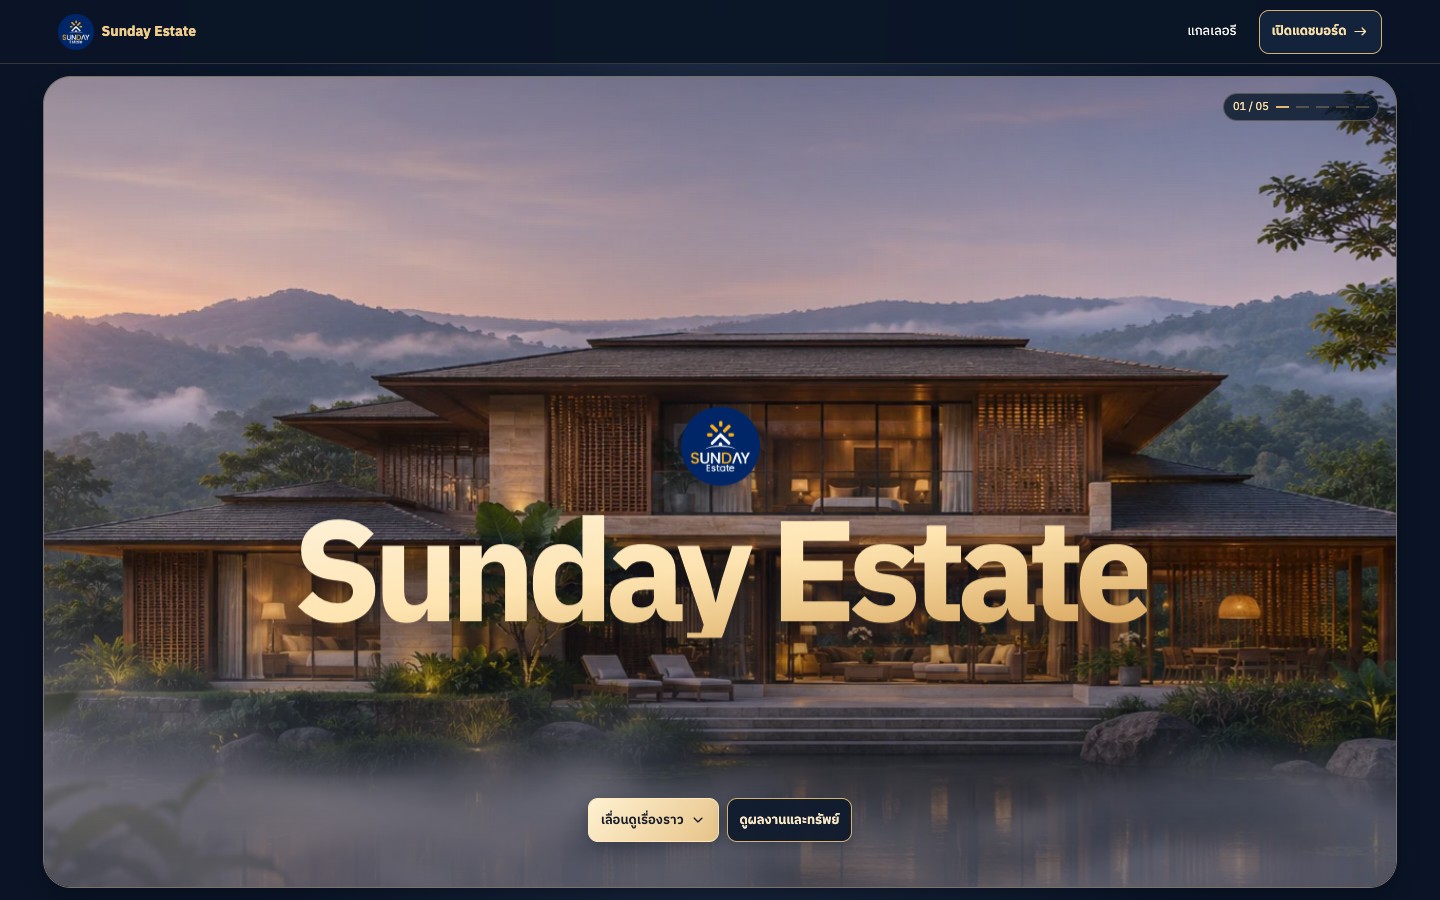 SUNDAY
Sunday Estate
แกลเลอรี
เปิดแดชบอร์ด →
01 / 05
SUNDAY
Estate
Sunday Estate
เลื่อนดูเรื่องราว
ดูผลงานและทรัพย์